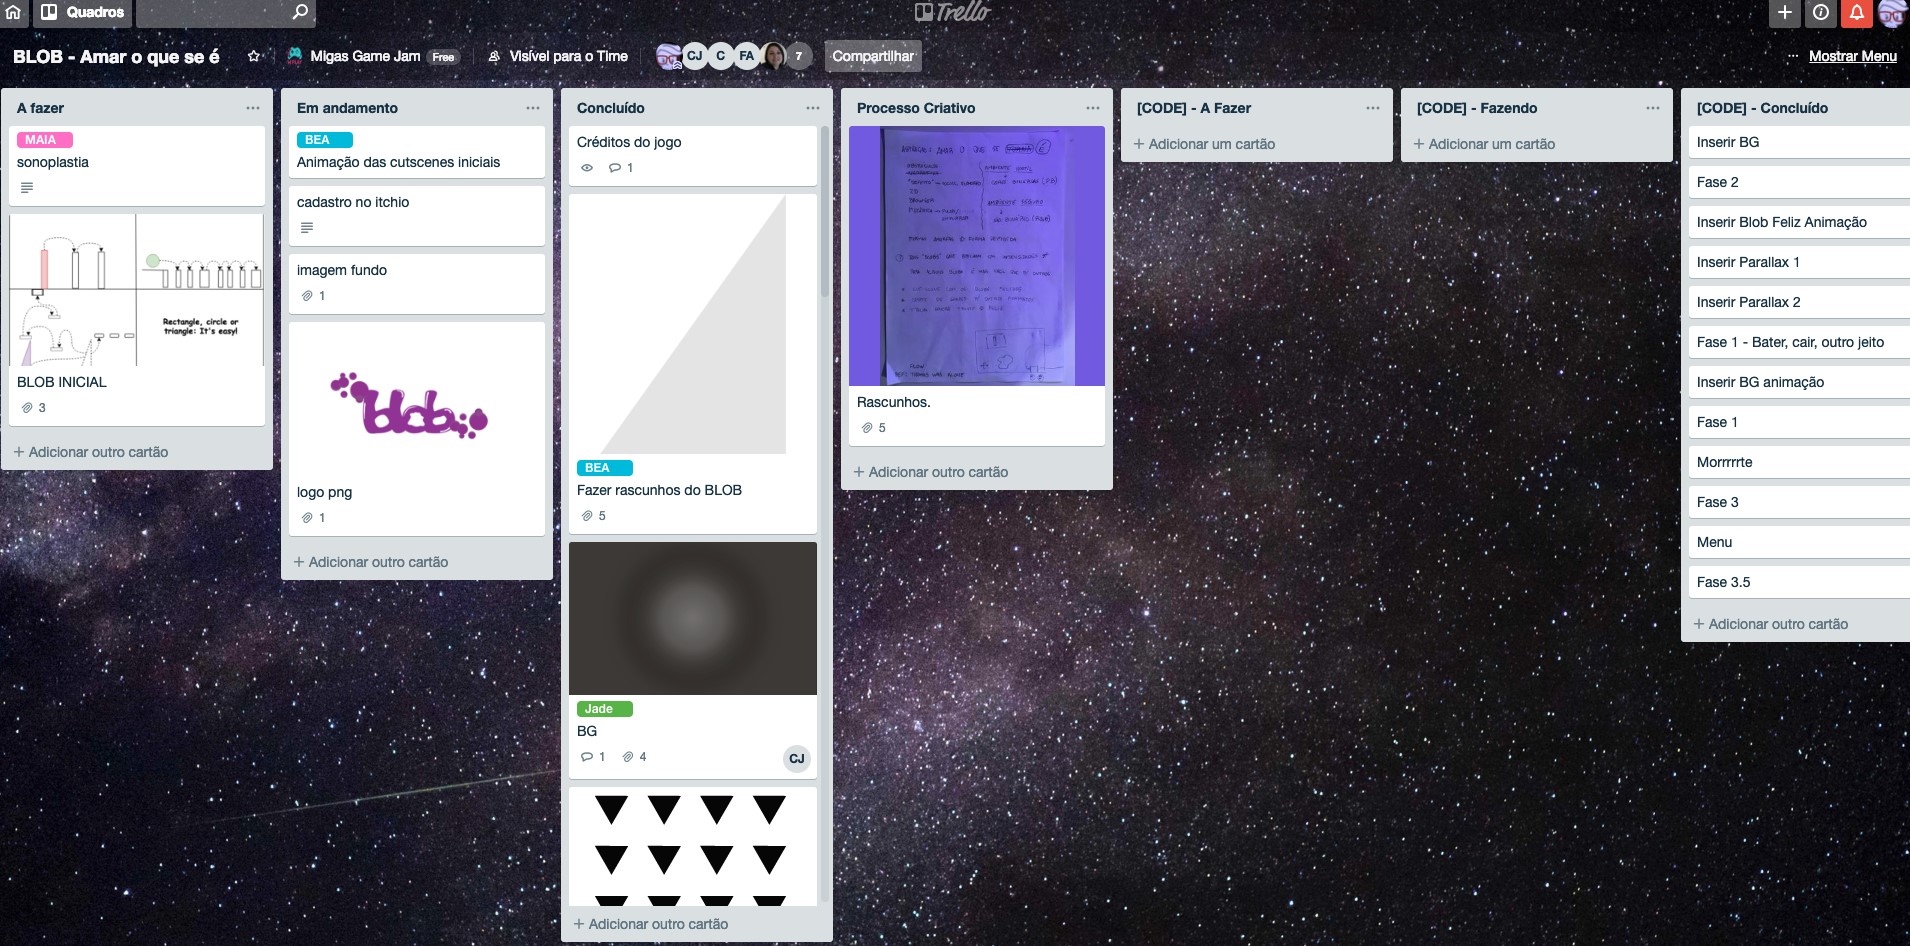 Quadros
Trello
BLOB - Amar o que se é
Migas Game Jam Free
Visível para o Time
CJ
C
FA
7
Compartilhar
... Mostrar Menu
A fazer
MAIA
sonoplastia
Rectangle, circle or
triangle: It's easy!
BLOB INICIAL
3
+ Adicionar outro cartão
Em andamento
BEA
Animação das cutscenes iniciais
cadastro no itchio
imagem fundo
1
blob
logo png
1
+ Adicionar outro cartão
Concluído
Créditos do jogo
1
BEA
Fazer rascunhos do BLOB
5
Jade
BG
1 4
CJ
+ Adicionar outro cartão
Processo Criativo
Rascunhos.
5
+ Adicionar outro cartão
[CODE] - A Fazer
+ Adicionar um cartão
[CODE] - Fazendo
+ Adicionar um cartão
[CODE] - Concluído
Inserir BG
Fase 2
Inserir Blob Feliz Animação
Inserir Parallax 1
Inserir Parallax 2
Fase 1 - Bater, cair, outro jeito
Inserir BG animação
Fase 1
Morrrrrte
Fase 3
Menu
Fase 3.5
+ Adicionar outro cartão